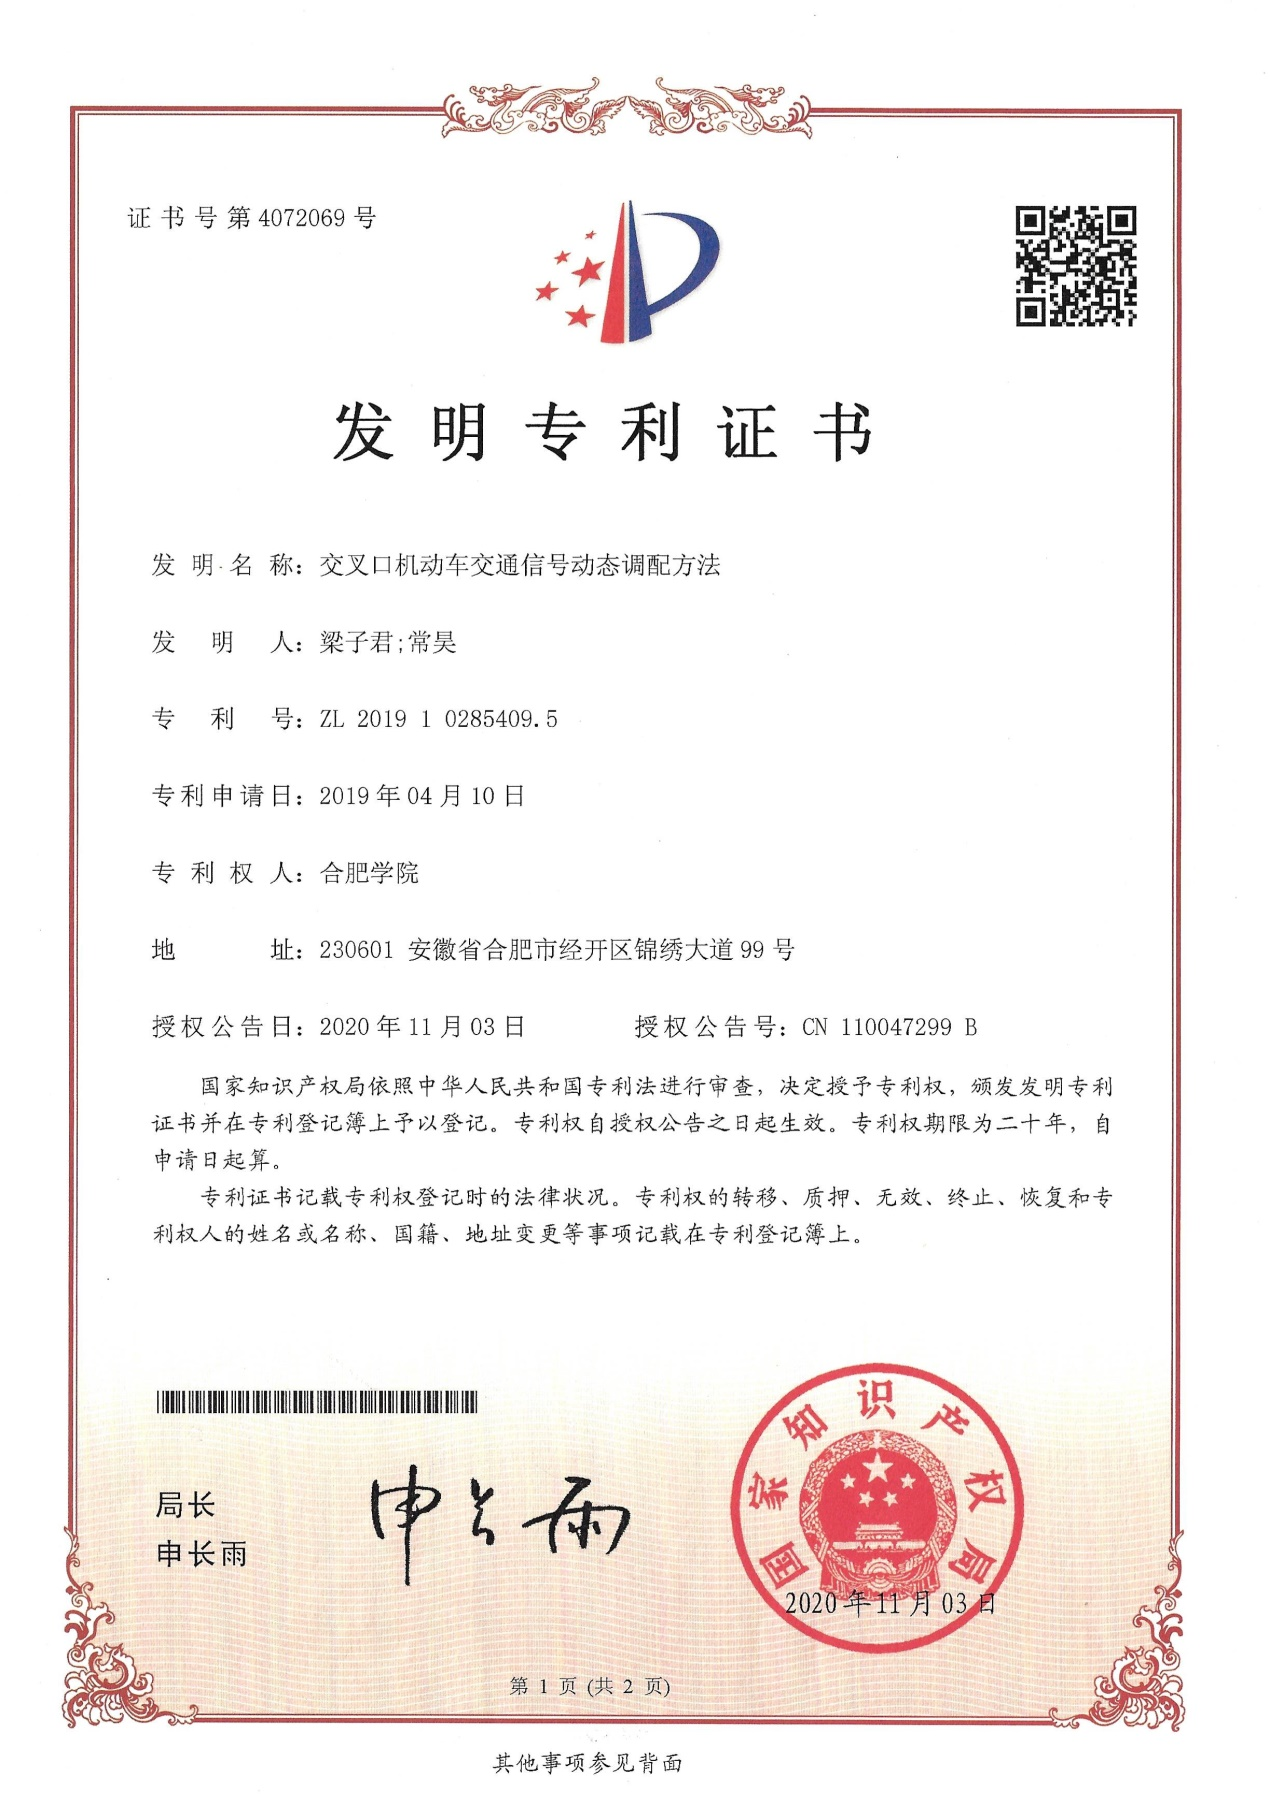 证书号第4072069号
发明专利证书
发明名称：交叉口机动车交通信号动态调配方法
发明人：梁子君;常昊
专利号：ZL 2019 1 0285409.5
专利申请日：2019年04月10日
专利权人：合肥学院
地址：230601 安徽省合肥市经开区锦绣大道99号
授权公告日：2020年11月03日 授权公告号：CN 110047299 B
国家知识产权局依照中华人民共和国专利法进行审查，决定授予专利权，颁发发明专利
证书并在专利登记簿上予以登记。专利权自授权公告之日起生效。专利权期限为二十年，自
申请日起算。
专利证书记载专利权登记时的法律状况。专利权的转移、质押、无效、终止、恢复和专
利权人的姓名或名称、国籍、地址变更等事项记载在专利登记簿上。
局长
申长雨
申长雨
国家知识产权局
2020年11月03日
第 1 页 (共 2 页)
其他事项参见背面